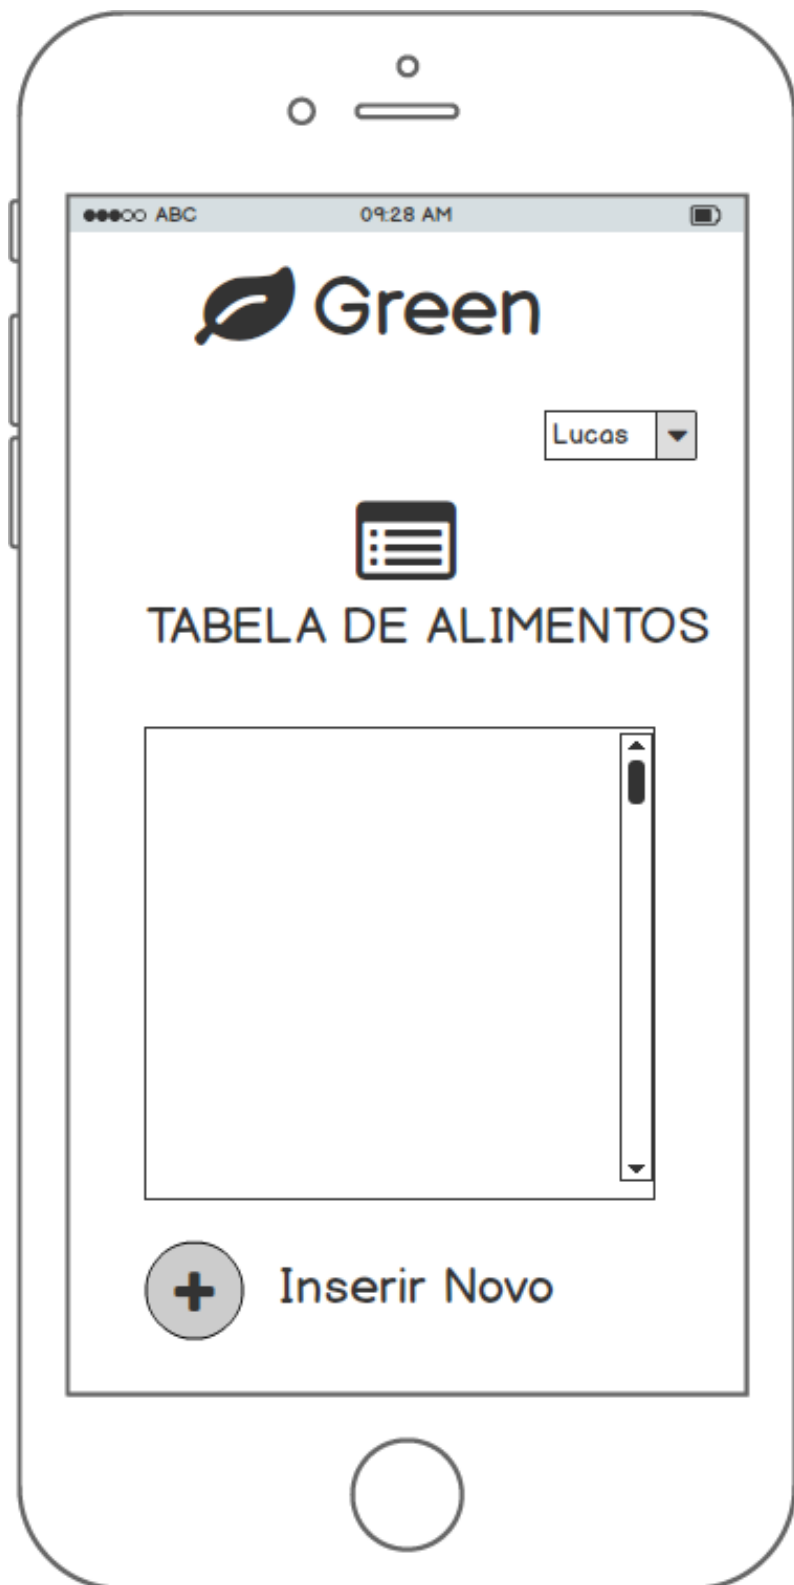 ABC 09:28 AM
Green
Lucas
TABELA DE ALIMENTOS
Inserir Novo